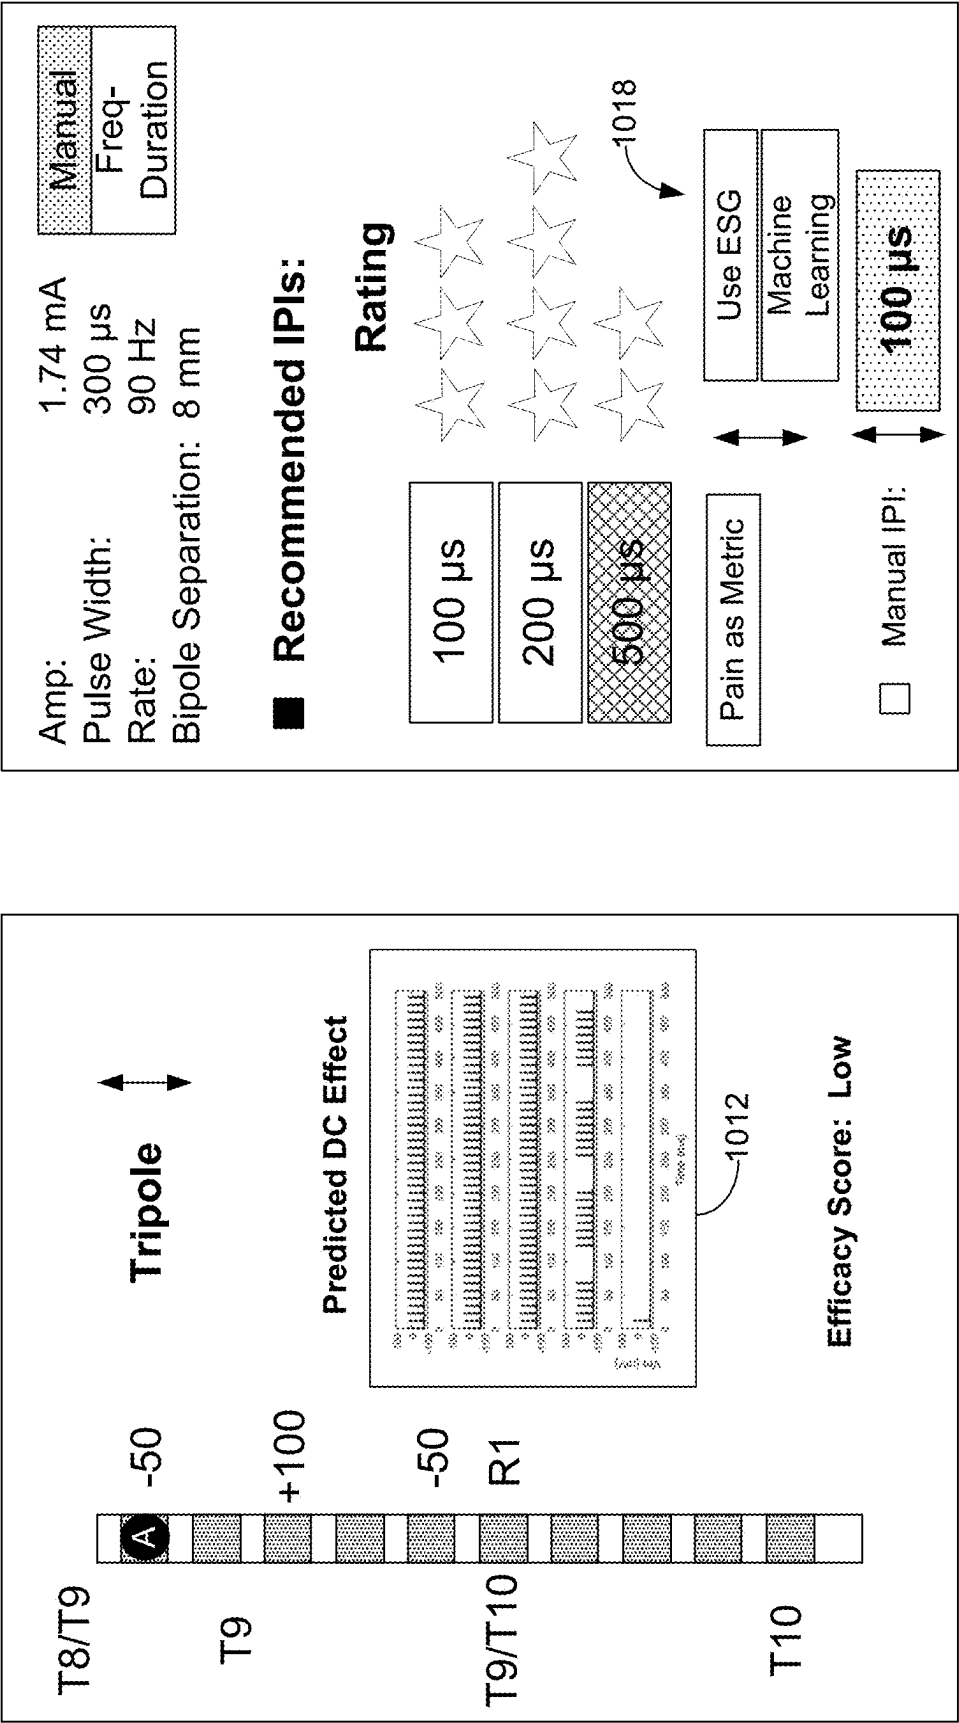 T8/T9
T9
T9/T10
T10
A
-50
+100
-50
R1
Tripole
Predicted DC Effect
1012
Efficacy Score: Low
Amp: 1.74 mA
Pulse Width: 300 µs
Rate: 90 Hz
Bipole Separation: 8 mm
Manual
Freq-
Duration
Recommended IPIs:
Rating
100 µs
200 µs
500 µs
1018
Pain as Metric
Use ESG
Machine
Learning
Manual IPI:
100 µs